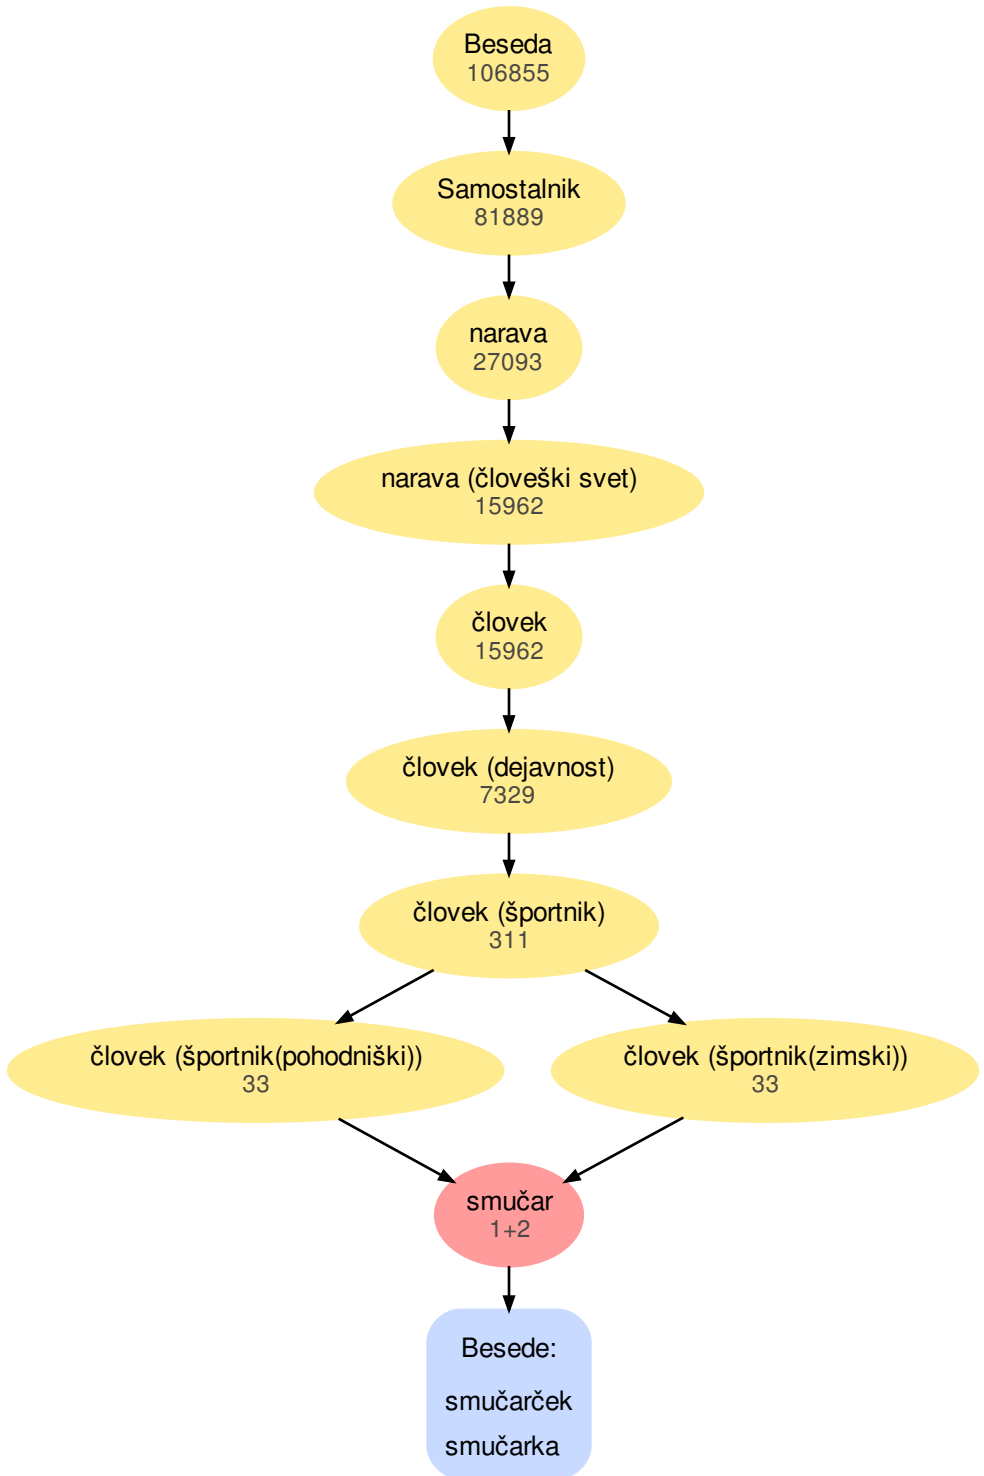 Beseda
106855
Samostalnik
81889
narava
27093
narava (človeški svet)
15962
človek
15962
človek (dejavnost)
7329
človek (športnik)
311
človek (športnik(pohodniški))
33
človek (športnik(zimski))
33
smučar
1+2
Besede:
smučarček
smučarka